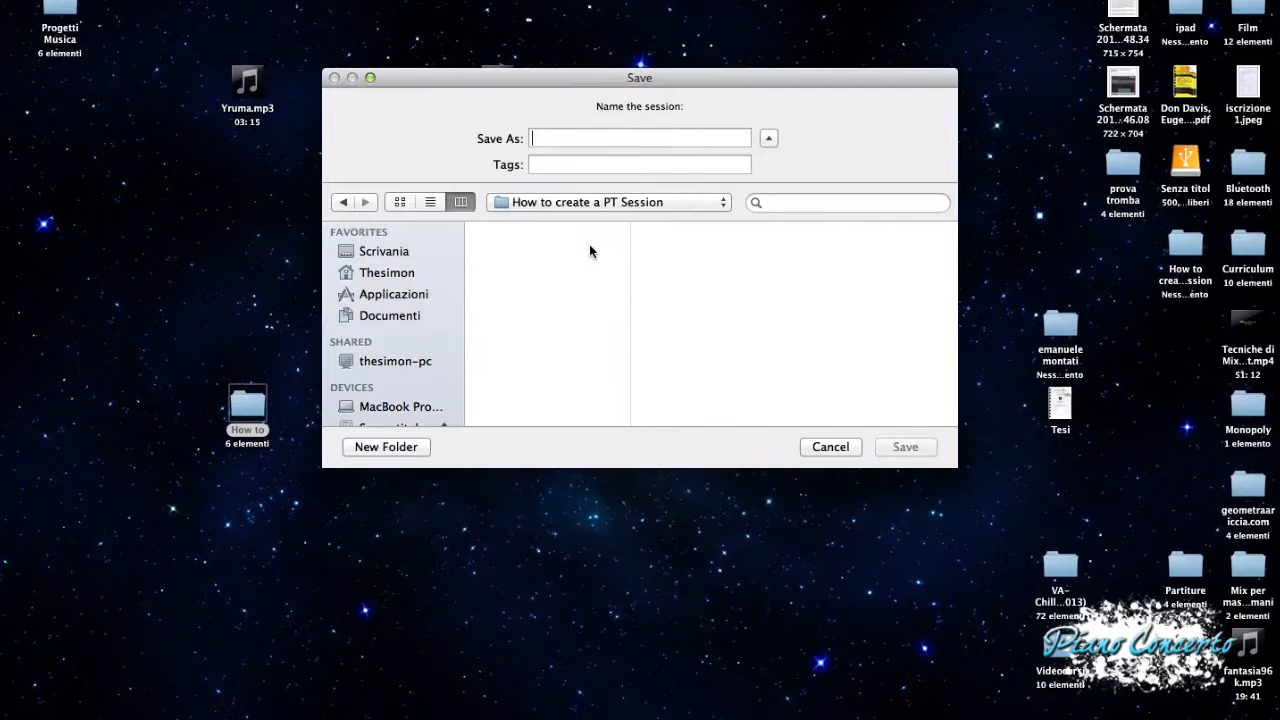 Progetti
Musica
6 elementi
Yruma.mp3
03: 15
How to
6 elementi
Save
Name the session:
Save As:
Tags:
How to create a PT Session
FAVORITES
Scrivania
Thesimon
Applicazioni
Documenti
SHARED
thesimon-pc
DEVICES
MacBook Pro...
New Folder
Cancel
Save
Schermata
201...48.34
715 x 754
ipad
Ness...ento
Film
12 elementi
Schermata
201...46.08
722 x 704
Don Davis,
Euge....pdf
iscrizione
1.jpeg
prova
tromba
4 elementi
Senza titol
500,...liberi
Bluetooth
18 elementi
How to
crea...ssion
Ness...ento
Curriculum
10 elementi
emanuele
montati
Ness...ento
Tecniche di
Mix...t.mp4
51: 12
Tesi
Monopoly
1 elemento
geometraar
iccia.com
4 elementi
VA-
Chill...013)
72 elementi
Partiture
4 elementi
Mix per
mas...mani
2 elementi
Piano Concerto
10 elementi
fantasia96
k.mp3
19: 41